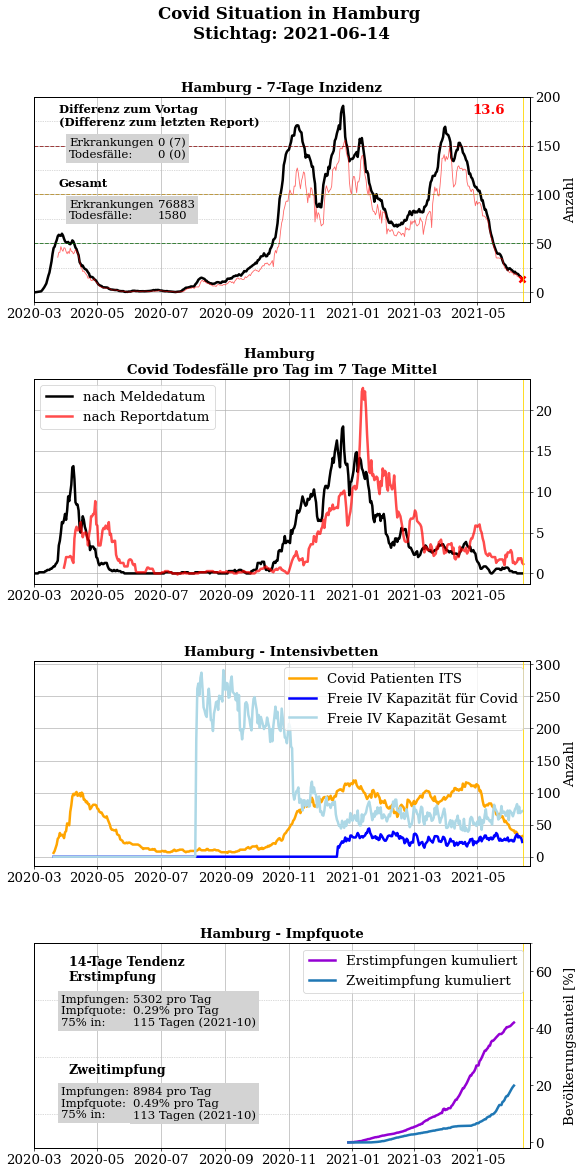 Covid Situation in Hamburg
Stichtag: 2021-06-14
Hamburg - 7-Tage Inzidenz
Differenz zum Vortag
(Differenz zum letzten Report)
Erkrankungen 0 (7)
Todesfälle: 0 (0)
Gesamt
Erkrankungen 76883
Todesfälle: 1580
13.6
200
150
100
50
0
Anzahl
2020-03 2020-05 2020-07 2020-09 2020-11 2021-01 2021-03 2021-05
Hamburg
Covid Todesfälle pro Tag im 7 Tage Mittel
nach Meldedatum
nach Reportdatum
20
15
10
5
0
2020-03 2020-05 2020-07 2020-09 2020-11 2021-01 2021-03 2021-05
Hamburg - Intensivbetten
Covid Patienten ITS
Freie IV Kapazität für Covid
Freie IV Kapazität Gesamt
300
250
200
150
100
50
0
Anzahl
2020-03 2020-05 2020-07 2020-09 2020-11 2021-01 2021-03 2021-05
Hamburg - Impfquote
14-Tage Tendenz
Erstimpfung
Impfungen: 5302 pro Tag
Impfquote: 0.29% pro Tag
75% in: 115 Tagen (2021-10)
Zweitimpfung
Impfungen: 8984 pro Tag
Impfquote: 0.49% pro Tag
75% in: 113 Tagen (2021-10)
Erstimpfungen kumuliert
Zweitimpfung kumuliert
60
40
20
0
Bevölkerungsanteil [%]
2020-03 2020-05 2020-07 2020-09 2020-11 2021-01 2021-03 2021-05